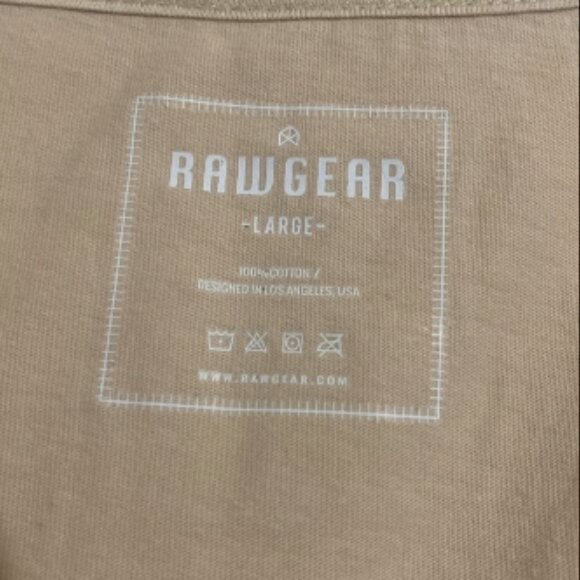 RAWGEAR
-LARGE-
100% COTTON /
DESIGNED IN LOS ANGELES, USA
WWW.RAWGEAR.COM